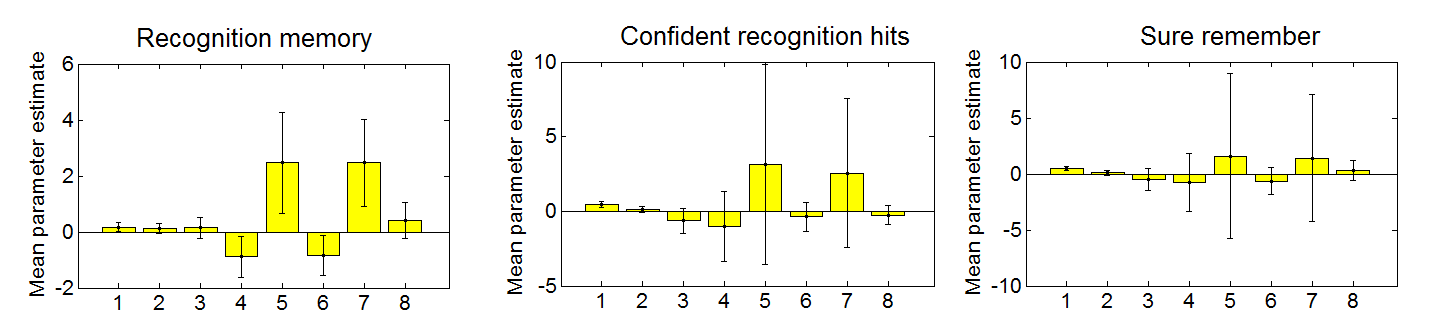 Recognition memory
Mean parameter estimate
6
4
2
0
-2
1 2 3 4 5 6 7 8
Confident recognition hits
Mean parameter estimate
10
5
0
-5
1 2 3 4 5 6 7 8
Sure remember
Mean parameter estimate
10
5
0
-5
-10
1 2 3 4 5 6 7 8